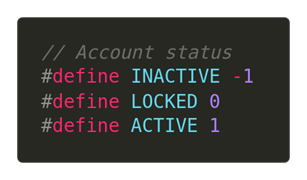 // Account status
#define INACTIVE -1
#define LOCKED 0
#define ACTIVE 1